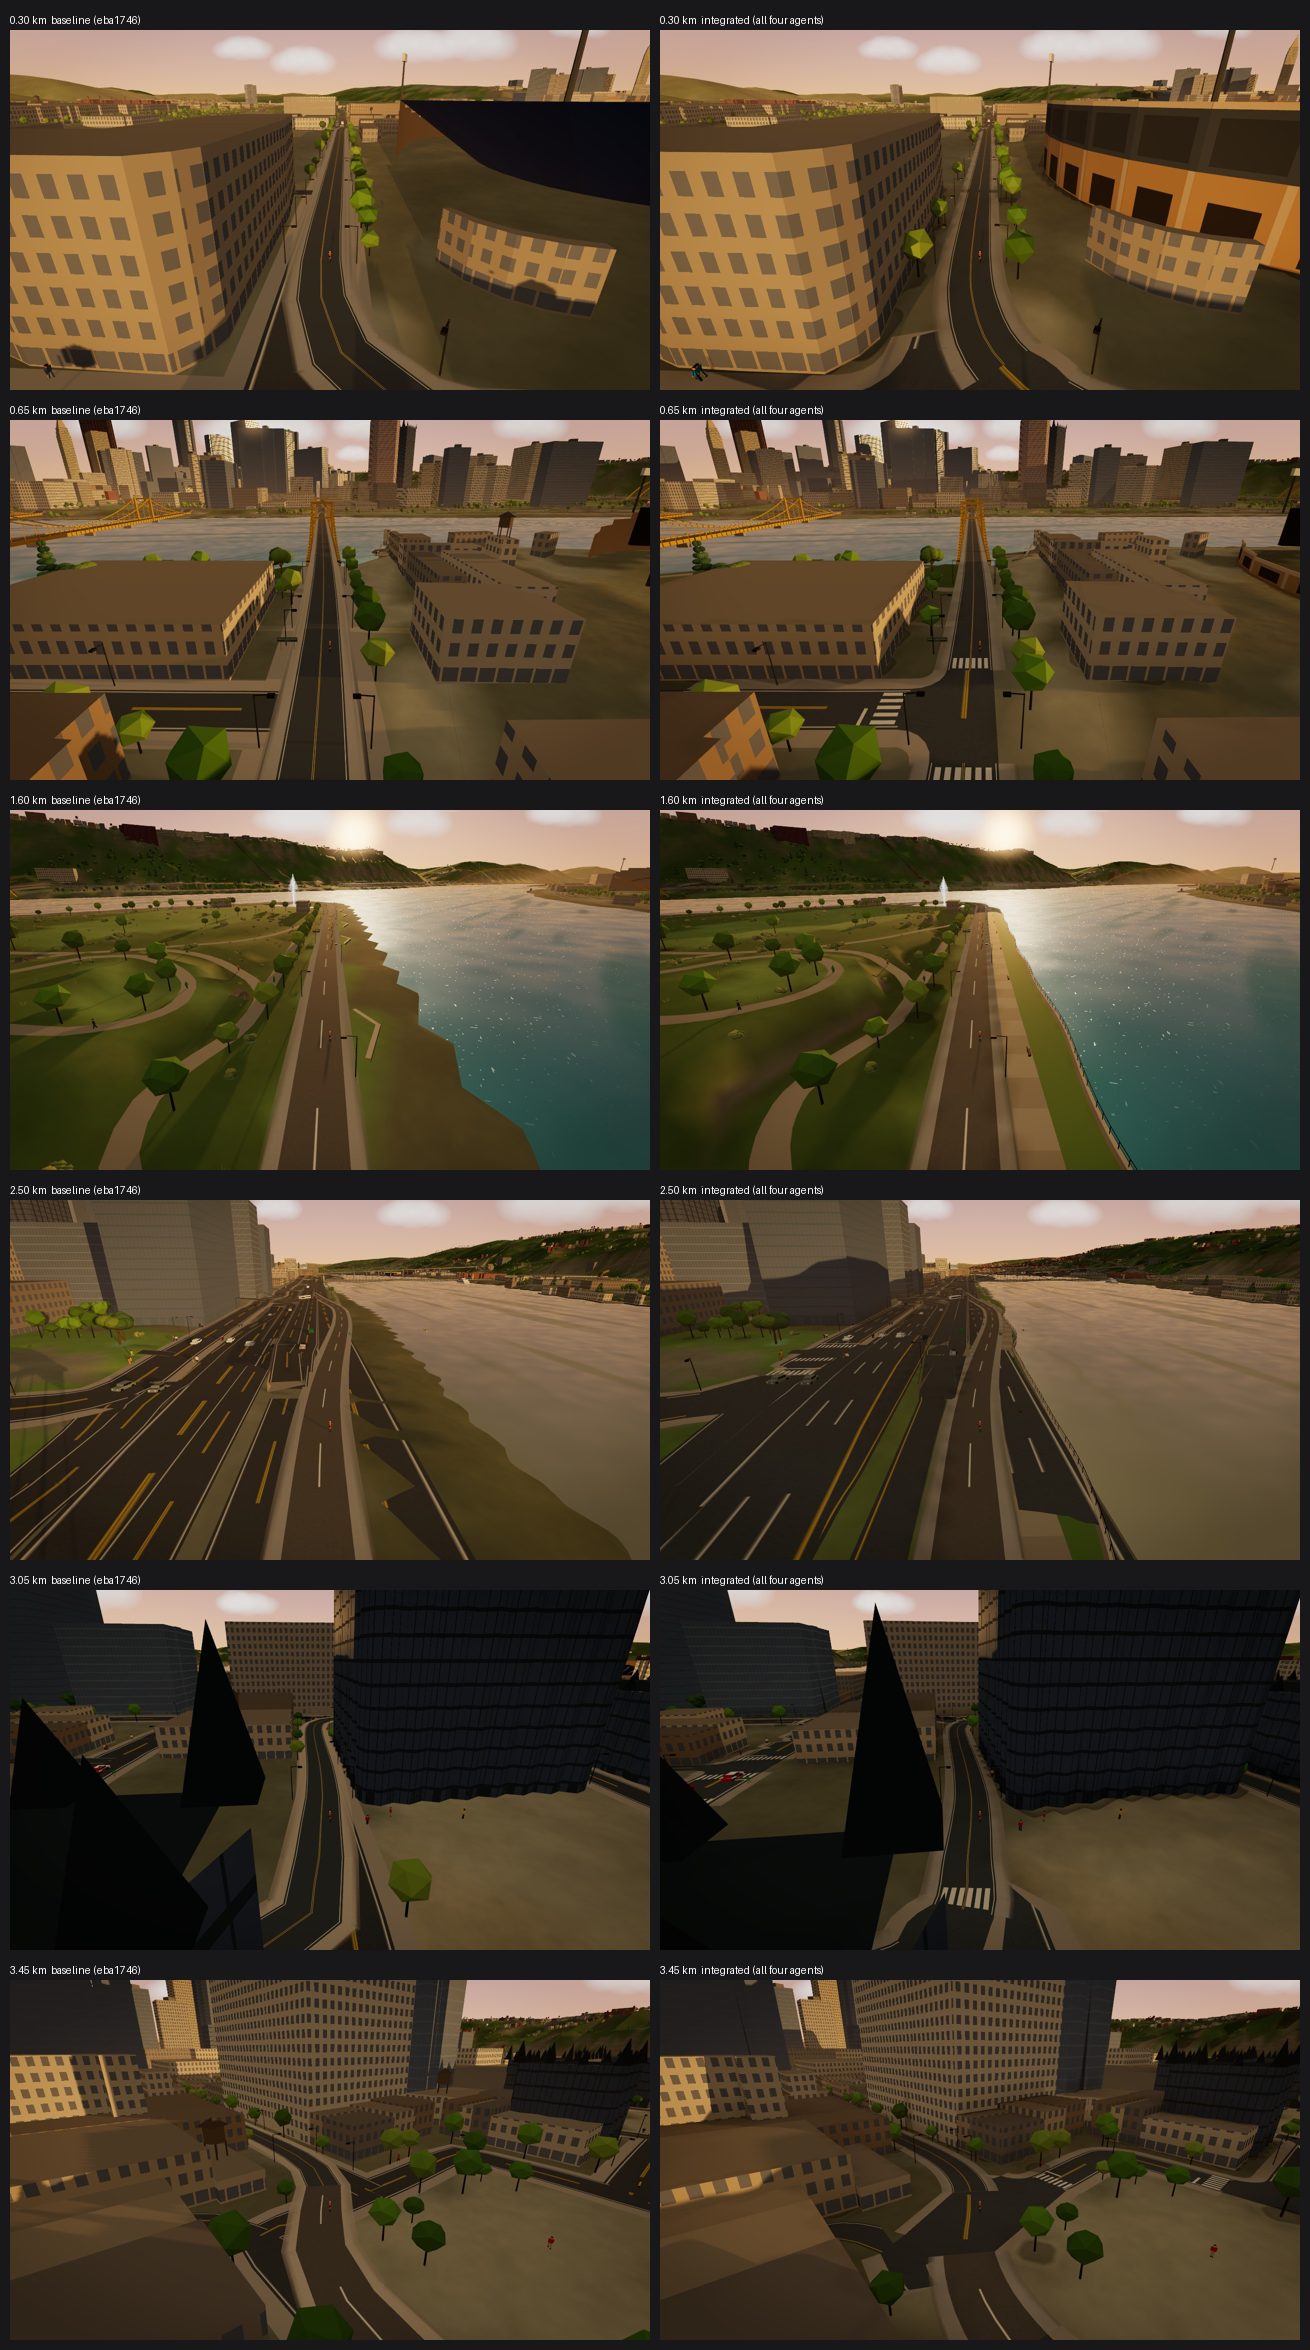 0.30 km baseline (eba1746)
0.30 km integrated (all four agents)
0.65 km baseline (eba1746)
0.65 km integrated (all four agents)
1.60 km baseline (eba1746)
1.60 km integrated (all four agents)
2.50 km baseline (eba1746)
2.50 km integrated (all four agents)
3.05 km baseline (eba1746)
3.05 km integrated (all four agents)
3.45 km baseline (eba1746)
3.45 km integrated (all four agents)